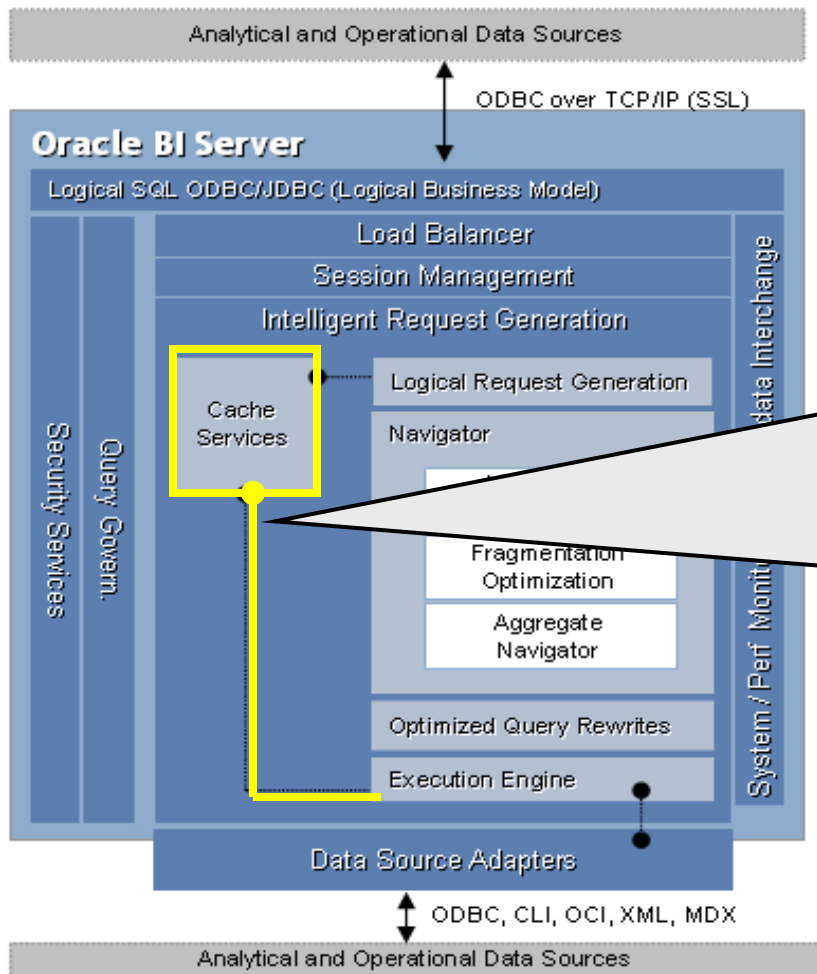 Analytical and Operational Data Sources
ODBC over TCP/IP (SSL)
Oracle BI Server
Logical SQL ODBC/JDBC (Logical Business Model)
Load Balancer
Session Management
Intelligent Request Generation
Cache
Services
Logical Request Generation
Navigator
Fragmentation
Optimization
Aggregate
Navigator
Optimized Query Rewrites
Execution Engine
Security Services
Query Govern.
System / Perf
Data Source Adapters
ODBC, CLI, OCI, XML, MDX
Analytical and Operational Data Sources